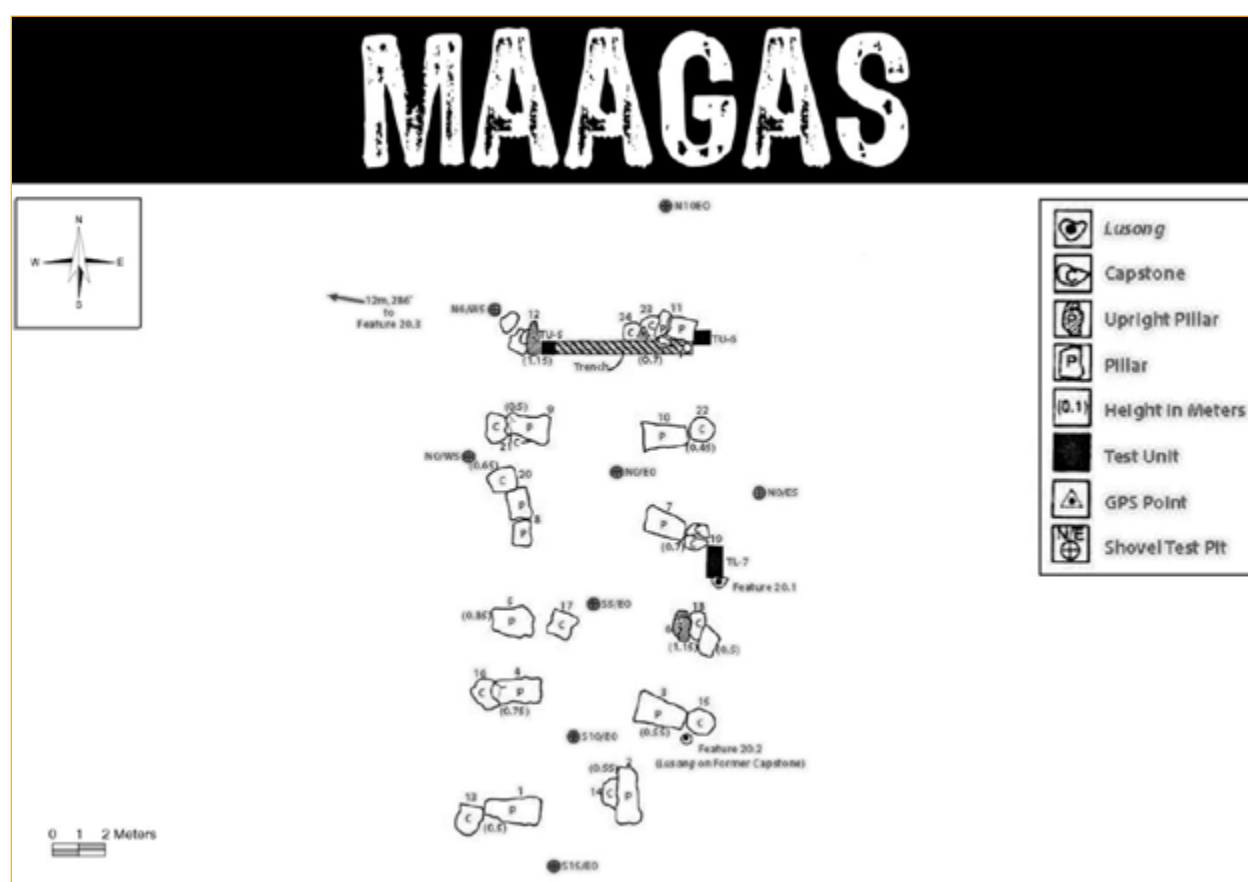 MAAGAS
N
W E
S
N10E0
Lusong
Capstone
Upright Pillar
P
Pillar
(0.1)
Height In Meters
Test Unit
GPS Point
N/E
Shovel Test Pit
12m, 286°
to
Feature 20.3
N6/W5
12
TU-5
(1.15)
Trench
24
23
11
C
C
P
P
(0.7)
TU-6
(0.5)
9
C
P
21
C
10
22
P
C
(0.45)
N0/W5
(0.65)
20
C
P
8
P
N0/E0
N0/E5
7
P
(0.7)
19
TL-7
Feature 20.1
(0.85)
P
17
C
S5/E0
18
6
C
(1.15)
(0.5)
16
4
C
P
(0.75)
3
15
P
C
(0.55)
Feature 20.2
(Lusong on Former Capstone)
S10/E0
2
(0.55)
14
C
P
13
1
C
P
(0.5)
0 1 2 Meters
S15/E0